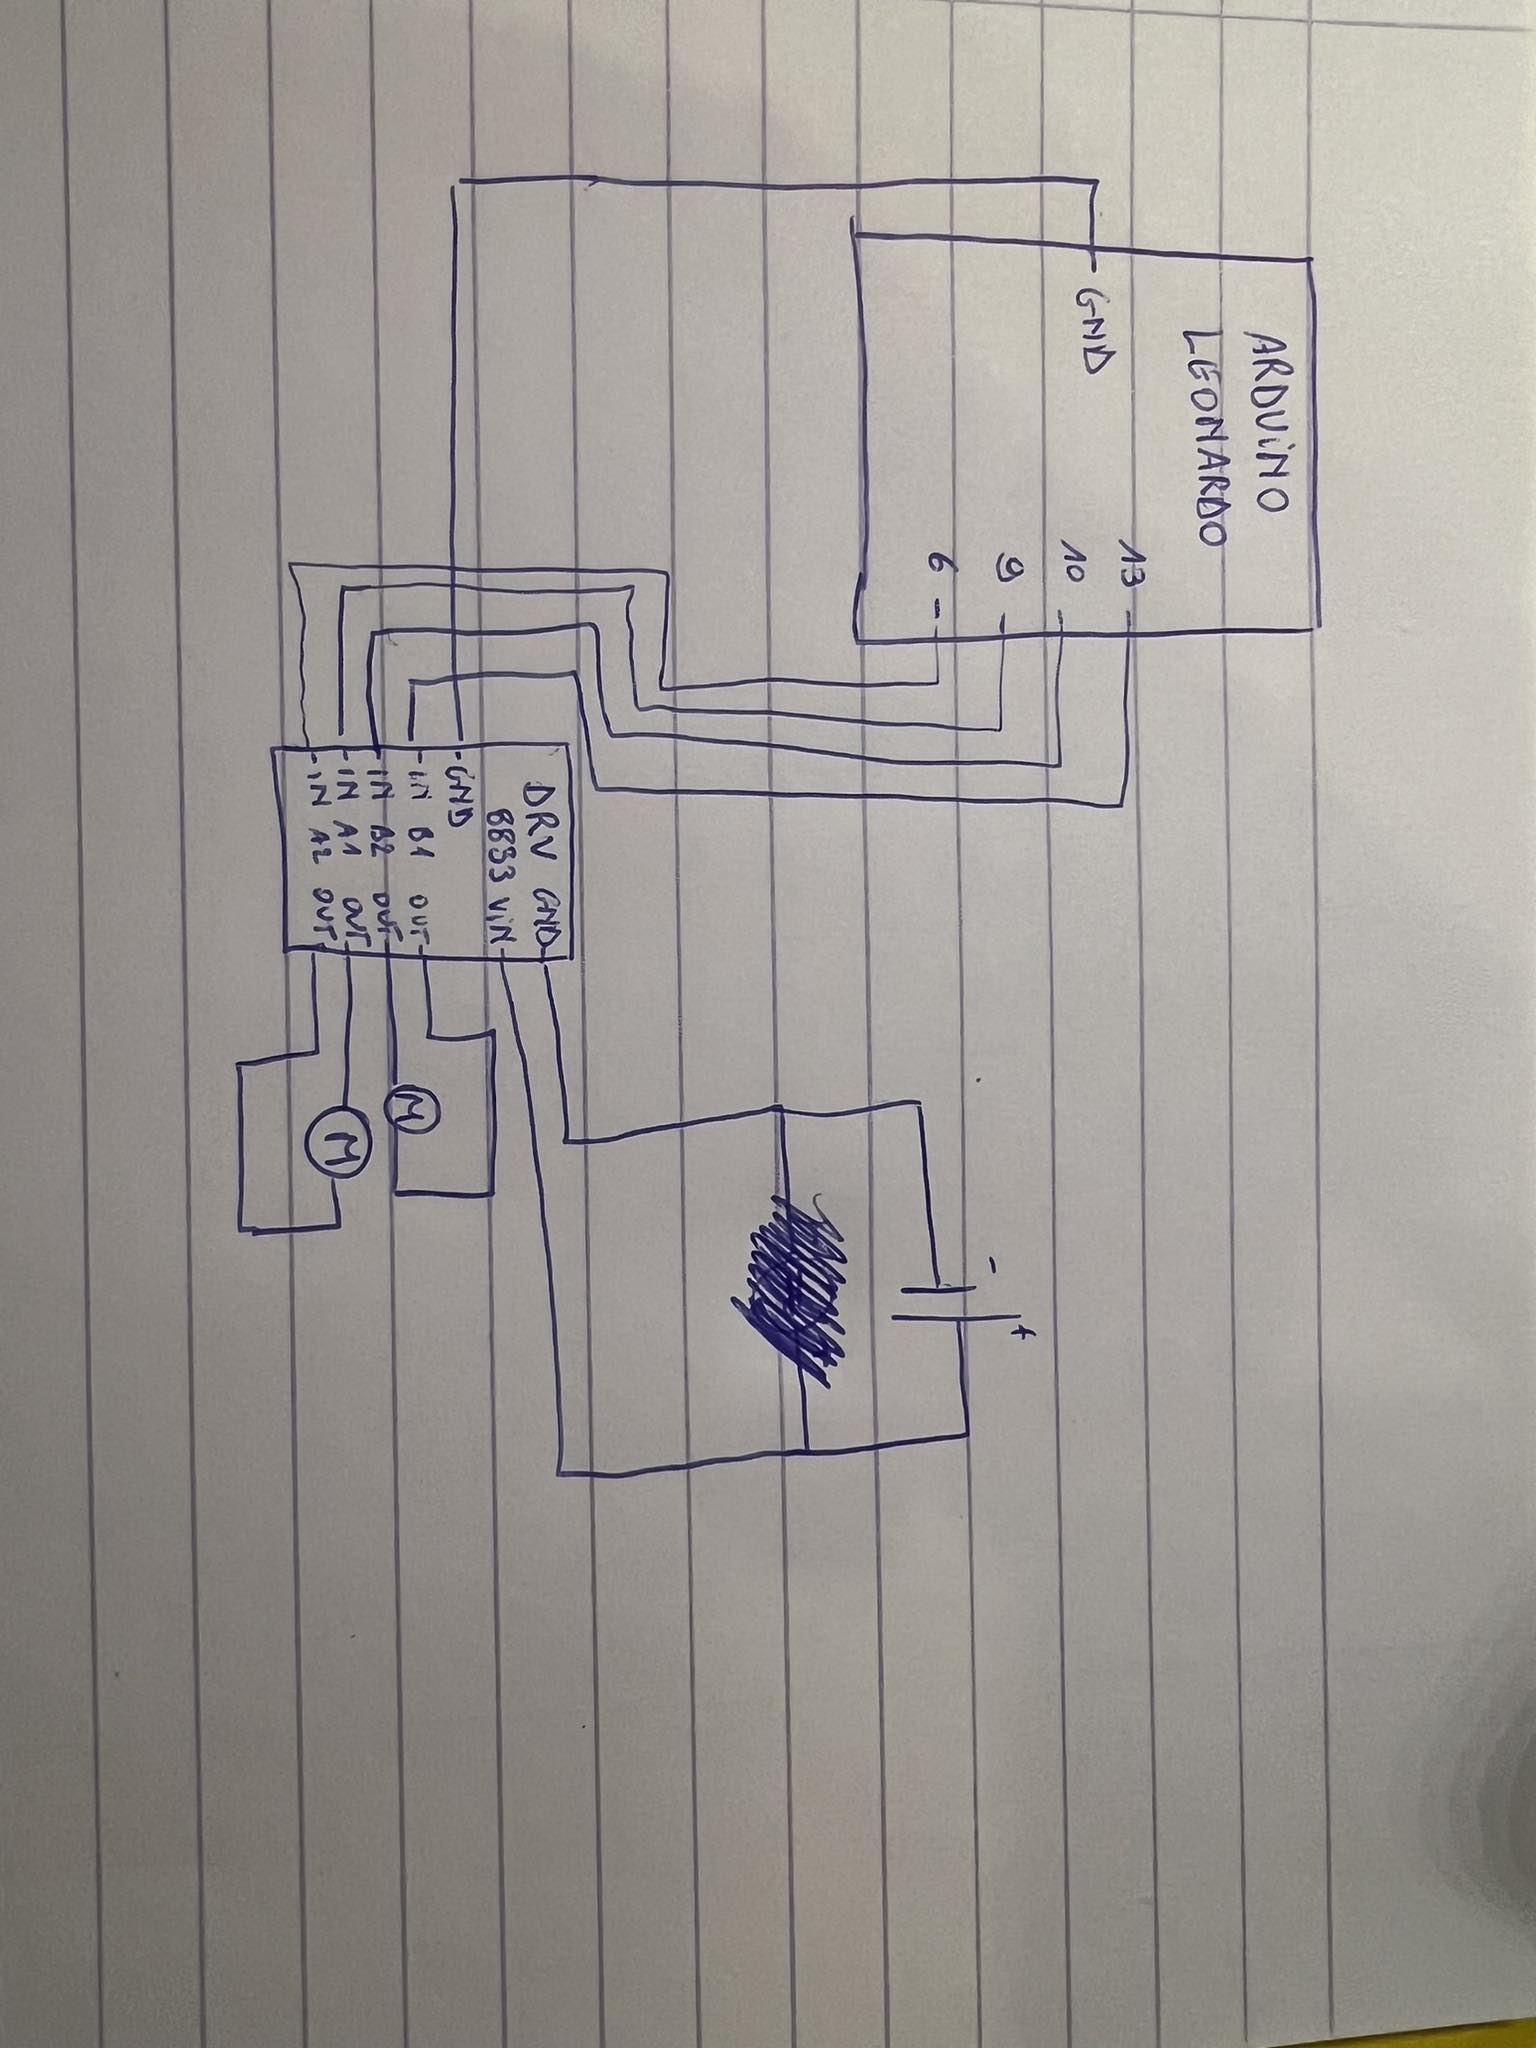 ARDUINO
LEONARDO
GND
13
10
9
6
DRV GND
8833 VIN
GND
IN B1 OUT
IN B2 OUT
IN A1 OUT
IN A2 OUT
M
M
-
+